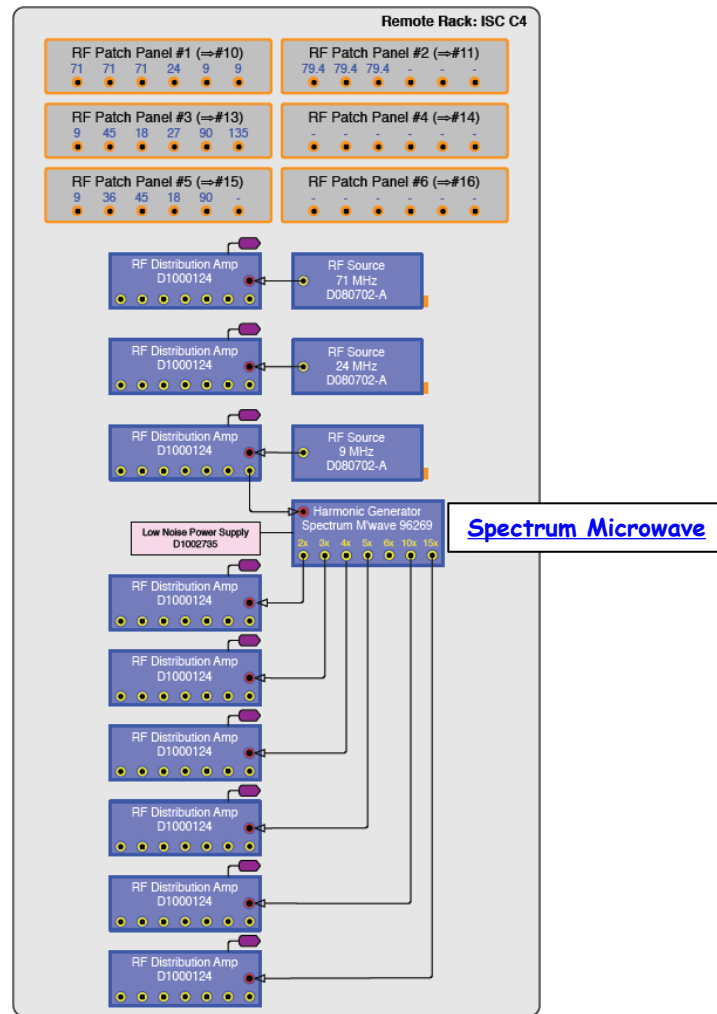 Remote Rack: ISC C4
RF Patch Panel #1 (⇒#10)
71 71 71 24 9 9
RF Patch Panel #2 (⇒#11)
79.4 79.4 79.4 - - -
RF Patch Panel #3 (⇒#13)
9 45 18 27 90 135
RF Patch Panel #4 (⇒#14)
- - - - - -
RF Patch Panel #5 (⇒#15)
9 36 45 18 90 -
RF Patch Panel #6 (⇒#16)
- - - - - -
RF Distribution Amp
D1000124
RF Source
71 MHz
D080702-A
RF Distribution Amp
D1000124
RF Source
24 MHz
D080702-A
RF Distribution Amp
D1000124
RF Source
9 MHz
D080702-A
Harmonic Generator
Spectrum M'wave 96269
2x 3x 4x 5x 6x 10x 15x
Spectrum Microwave
Low Noise Power Supply
D1002735
RF Distribution Amp
D1000124
RF Distribution Amp
D1000124
RF Distribution Amp
D1000124
RF Distribution Amp
D1000124
RF Distribution Amp
D1000124
RF Distribution Amp
D1000124